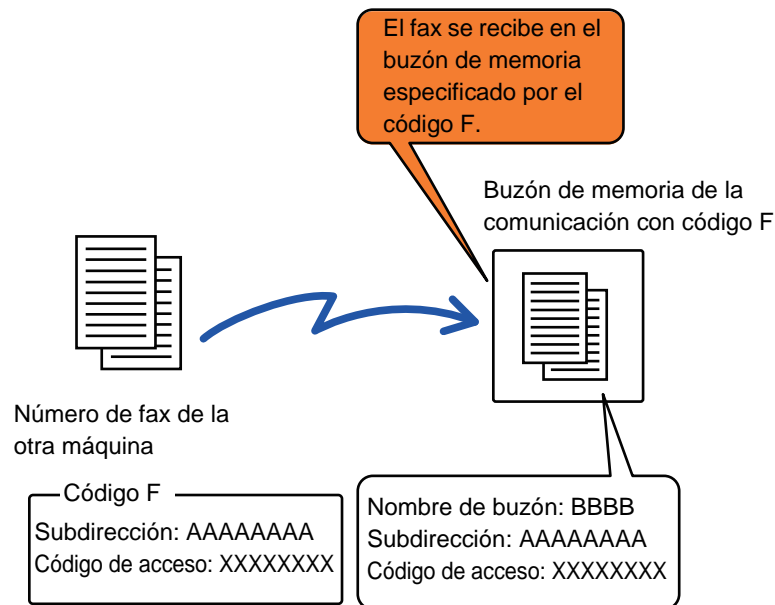 El fax se recibe en el
buzón de memoria
especificado por el
código F.
Buzón de memoria de la
comunicación con código F
Número de fax de la
otra máquina
Código F
Subdirección: AAAAAAAA
Código de acceso: XXXXXXXX
Nombre de buzón: BBBB
Subdirección: AAAAAAAA
Código de acceso: XXXXXXXX